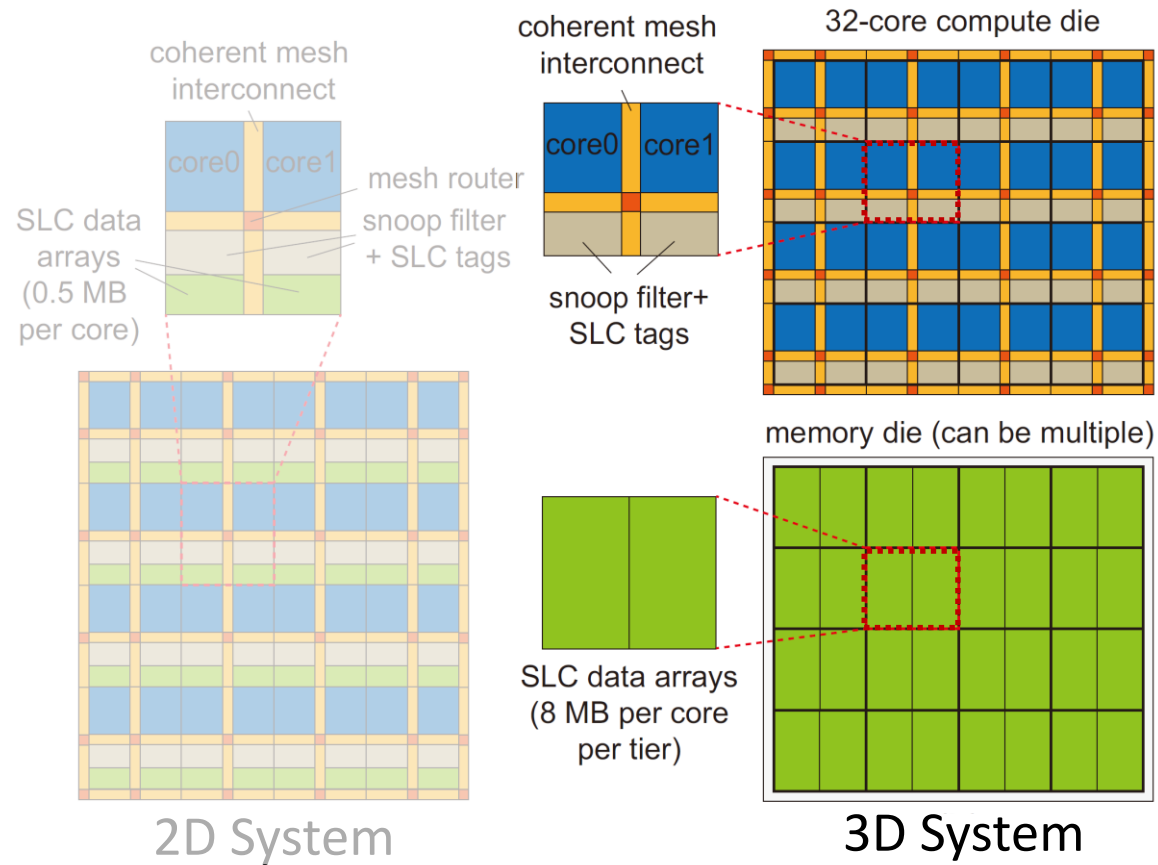 coherent mesh
interconnect
core0 core1
mesh router
SLC data
arrays
(0.5 MB
per core)
snoop filter
+ SLC tags
2D System
coherent mesh
interconnect
core0 core1
snoop filter+
SLC tags
32-core compute die
memory die (can be multiple)
SLC data arrays
(8 MB per core
per tier)
3D System